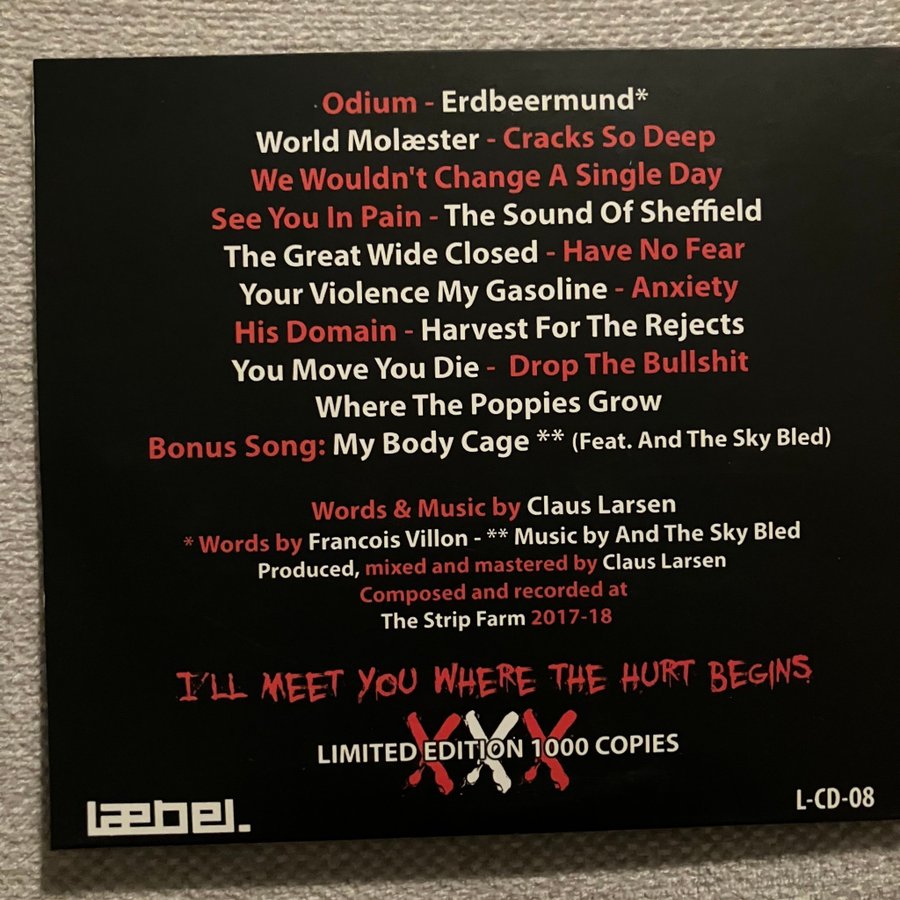 Odium - Erdbeermund*
World Molæster - Cracks So Deep
We Wouldn't Change A Single Day
See You In Pain - The Sound Of Sheffield
The Great Wide Closed - Have No Fear
Your Violence My Gasoline - Anxiety
His Domain - Harvest For The Rejects
You Move You Die - Drop The Bullshit
Where The Poppies Grow
Bonus Song: My Body Cage ** (Feat. And The Sky Bled)
Words & Music by Claus Larsen
* Words by Francois Villon - ** Music by And The Sky Bled
Produced, mixed and mastered by Claus Larsen
Composed and recorded at
The Strip Farm 2017-18
I'LL MEET YOU WHERE THE HURT BEGINS
XXX
LIMITED EDITION 1000 COPIES
læbel.
L-CD-08